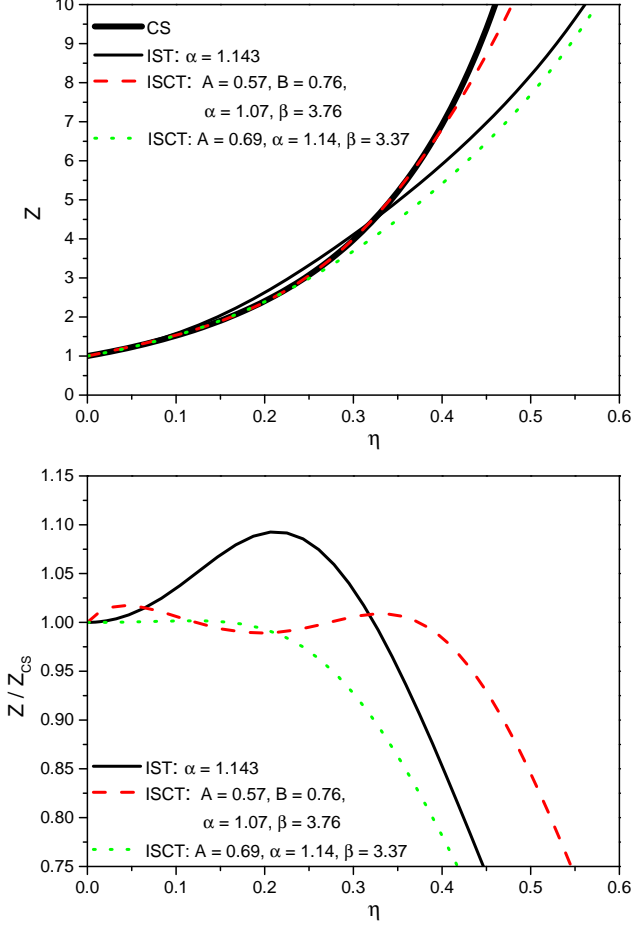 10
9
8
7
6
5
4
3
2
1
0
Z
CS
IST: α = 1.143
ISCT: A = 0.57, B = 0.76,
α = 1.07, β = 3.76
ISCT: A = 0.69, α = 1.14, β = 3.37
0.0 0.1 0.2 0.3 0.4 0.5 0.6
η
1.15
1.10
1.05
1.00
0.95
0.90
0.85
0.80
0.75
Z / Z_CS
IST: α = 1.143
ISCT: A = 0.57, B = 0.76,
α = 1.07, β = 3.76
ISCT: A = 0.69, α = 1.14, β = 3.37
0.0 0.1 0.2 0.3 0.4 0.5 0.6
η